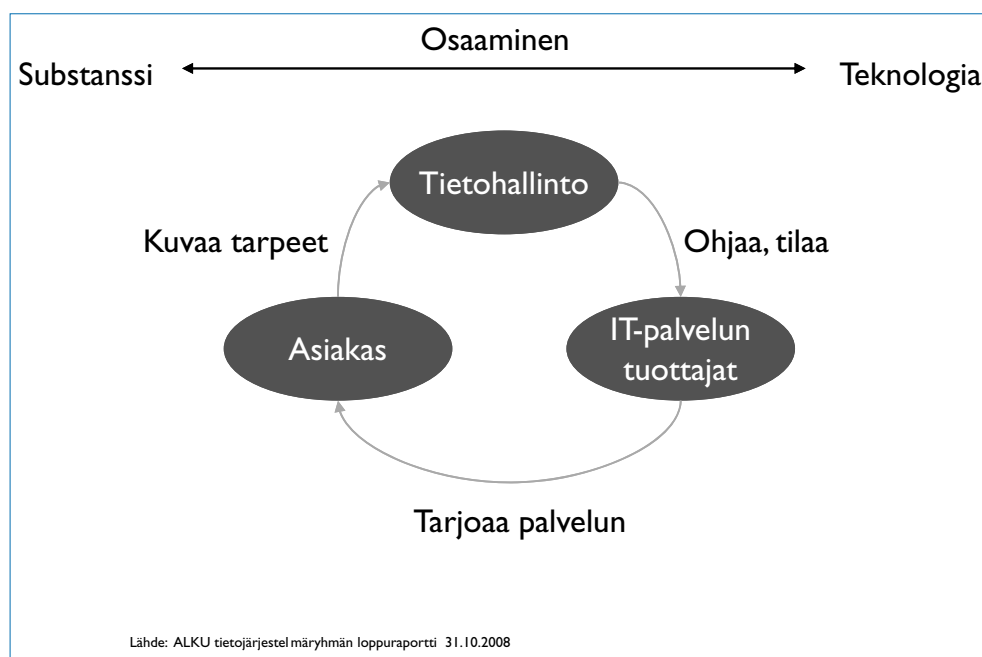 Osaaminen
Substanssi
Teknologia
Tietohallinto
Kuvaa tarpeet
Ohjaa, tilaa
Asiakas
IT-palvelun
tuottajat
Tarjoaa palvelun
Lähde: ALKU tietojärjestelmäryhmän loppuraportti 31.10.2008